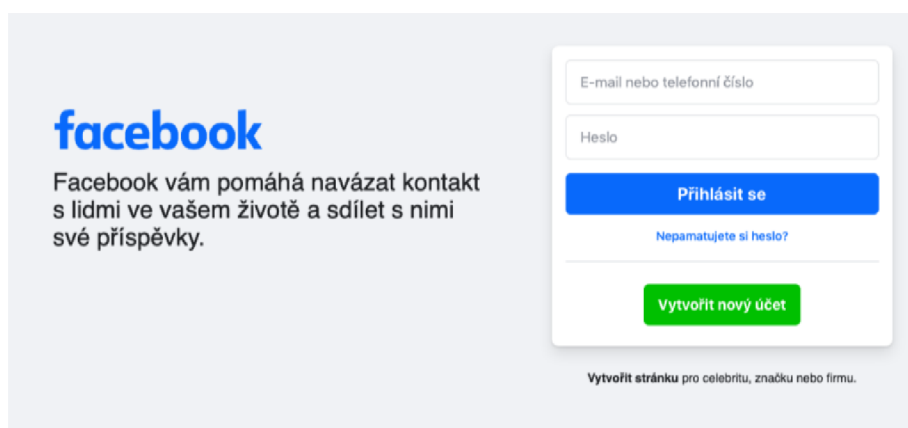 facebook
Facebook vám pomáhá navázat kontakt
s lidmi ve vašem životě a sdílet s nimi
své příspěvky.
E-mail nebo telefonní číslo
Heslo
Přihlásit se
Nepamatujete si heslo?
Vytvořit nový účet
Vytvořit stránku pro celebritu, značku nebo firmu.